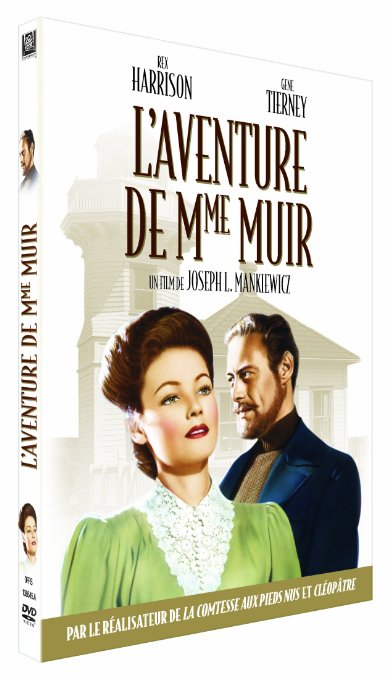 REX
HARRISON
GENE
TIERNEY
L'AVENTURE
DE MME MUIR
UN FILM DE JOSEPH L. MANKIEWICZ
PAR LE RÉALISATEUR DE LA COMTESSE AUX PIEDS NUS ET CLÉOPÂTRE
L'AVENTURE DE MME MUIR
DVD